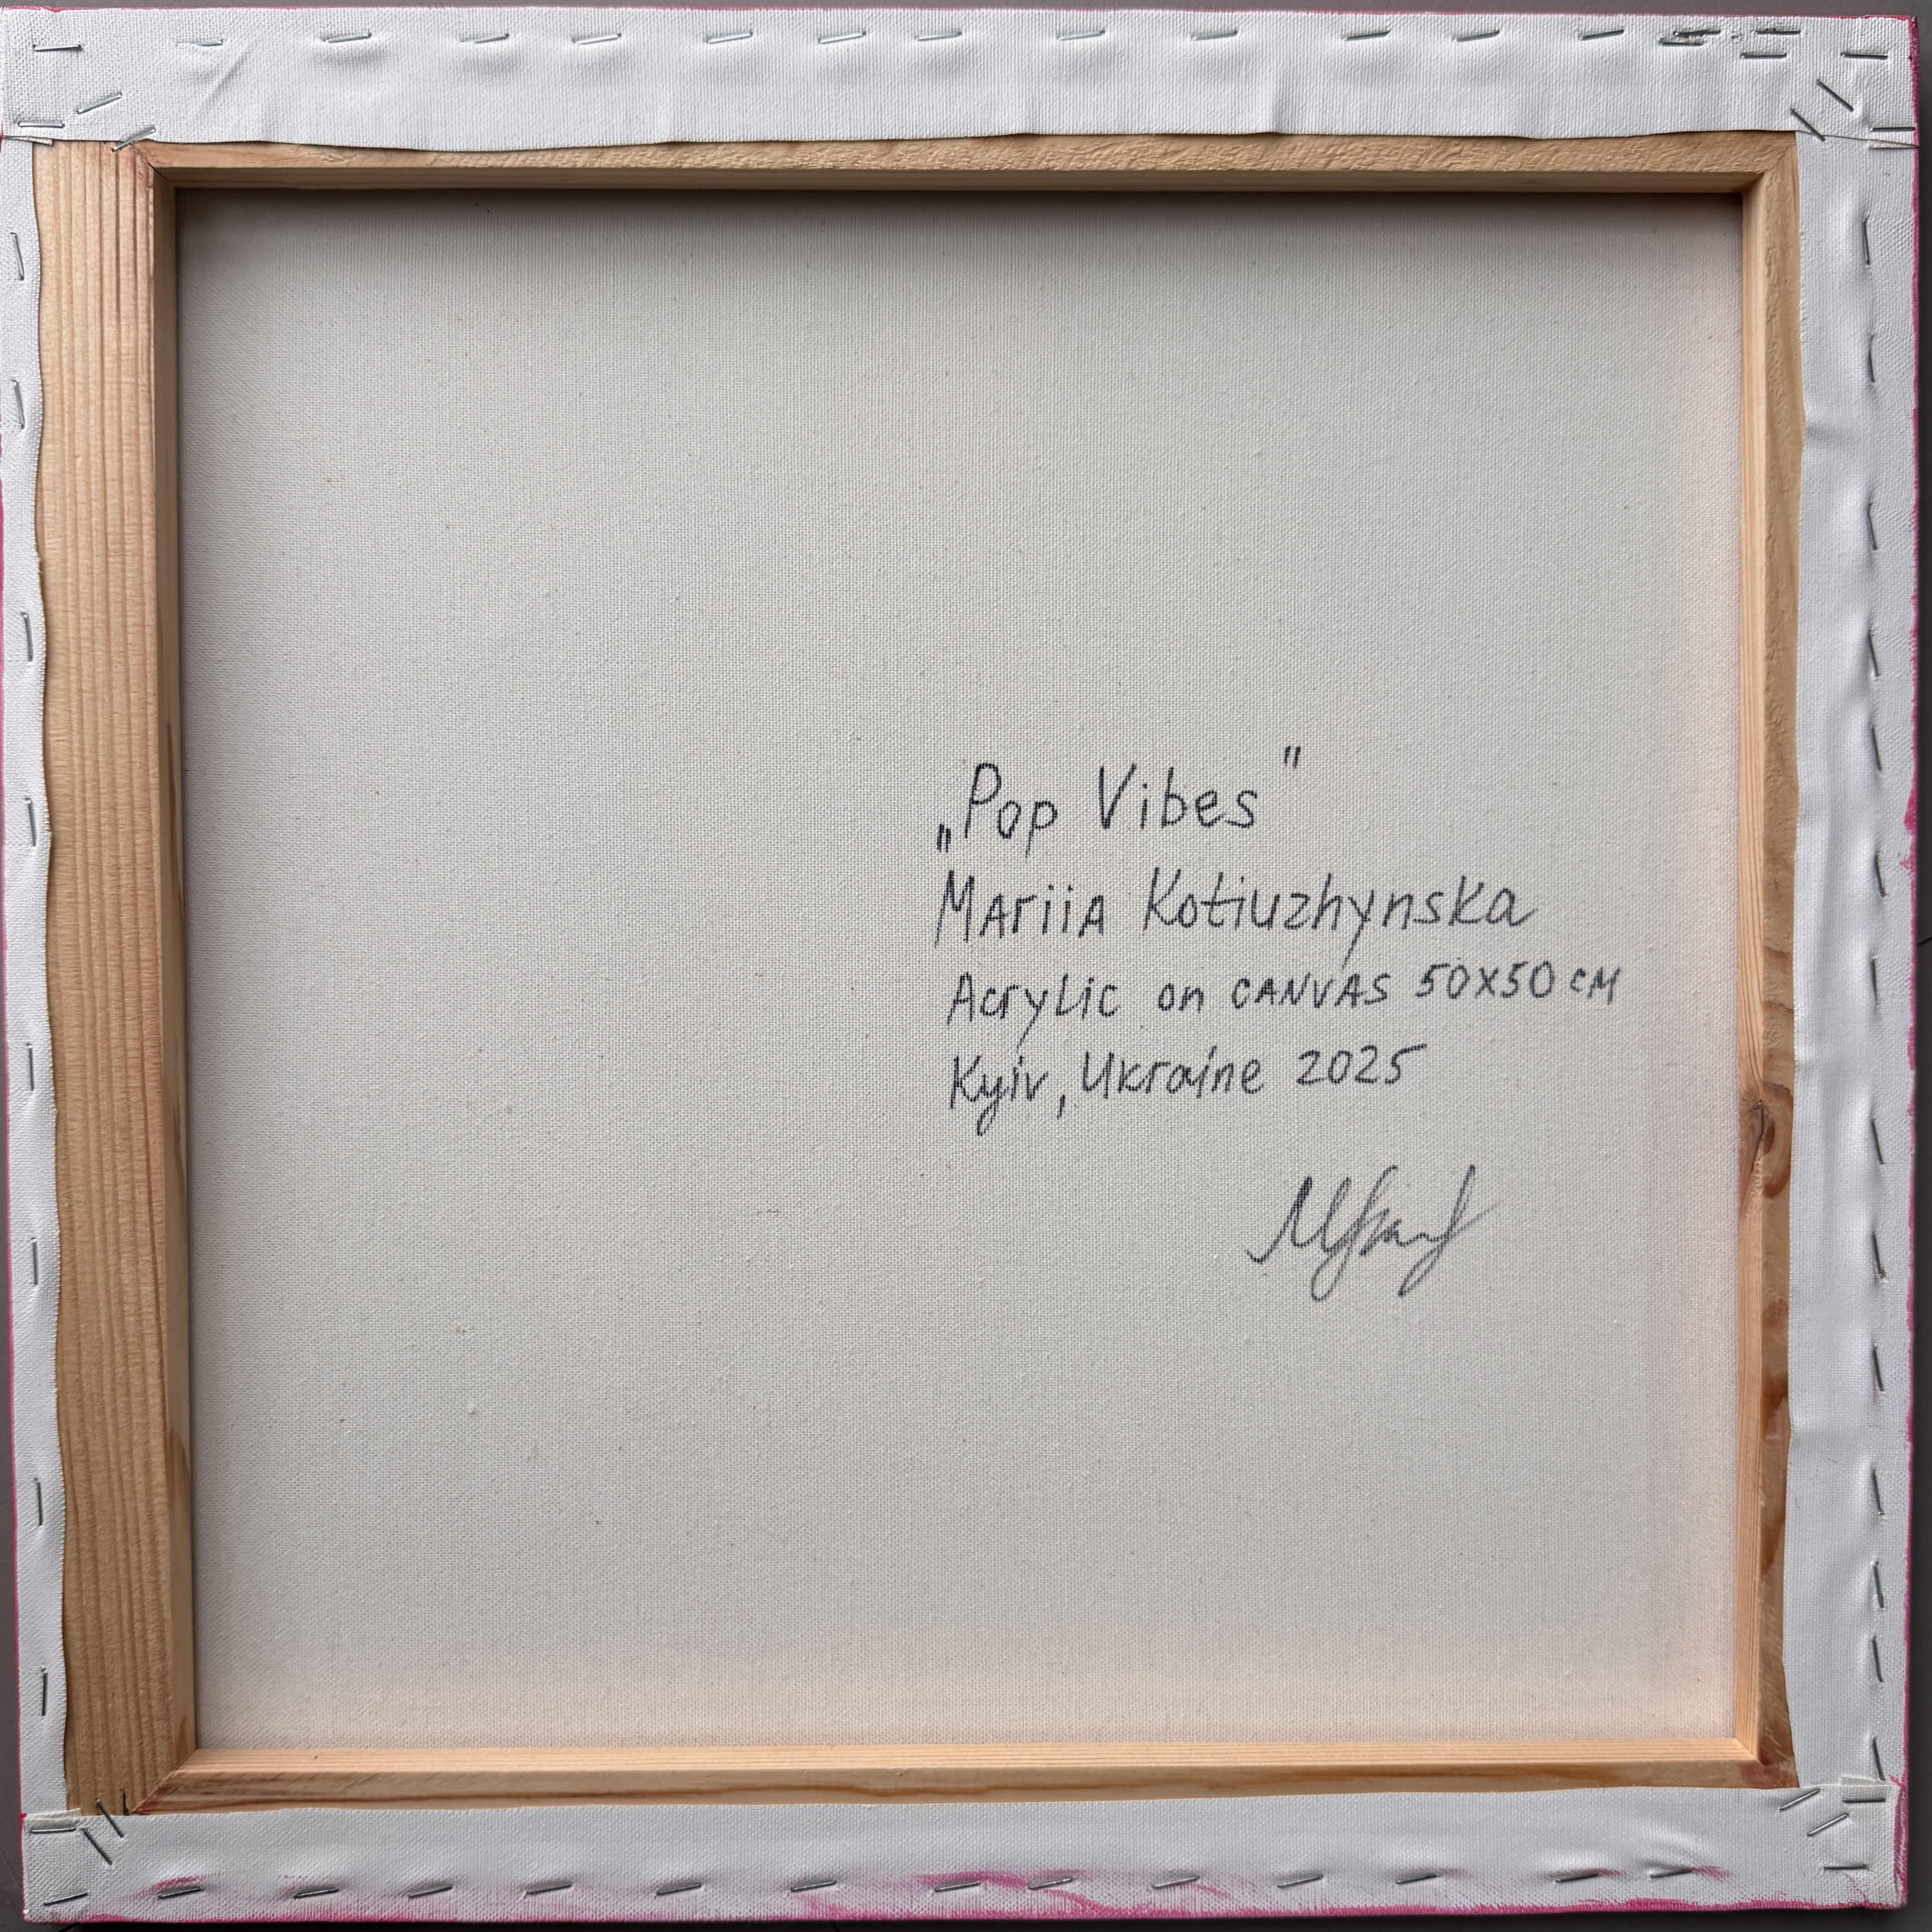 „Pop Vibes"
Mariia Kotiuzhynska
Acrylic on canvas 50x50 cm
Kyiv, Ukraine 2025